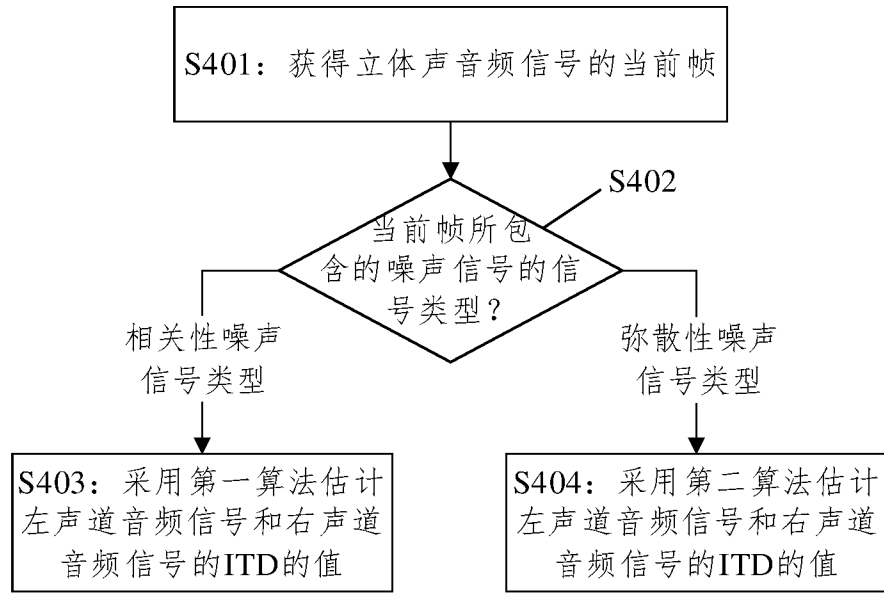 S401：获得立体声音频信号的当前帧
S402
当前帧所包
含的噪声信号的信
号类型？
相关性噪声
信号类型
弥散性噪声
信号类型
S403：采用第一算法估计
左声道音频信号和右声道
音频信号的ITD的值
S404：采用第二算法估计
左声道音频信号和右声道
音频信号的ITD的值